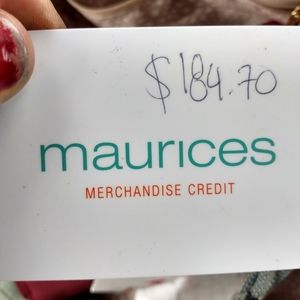 $184.70
maurices
MERCHANDISE CREDIT